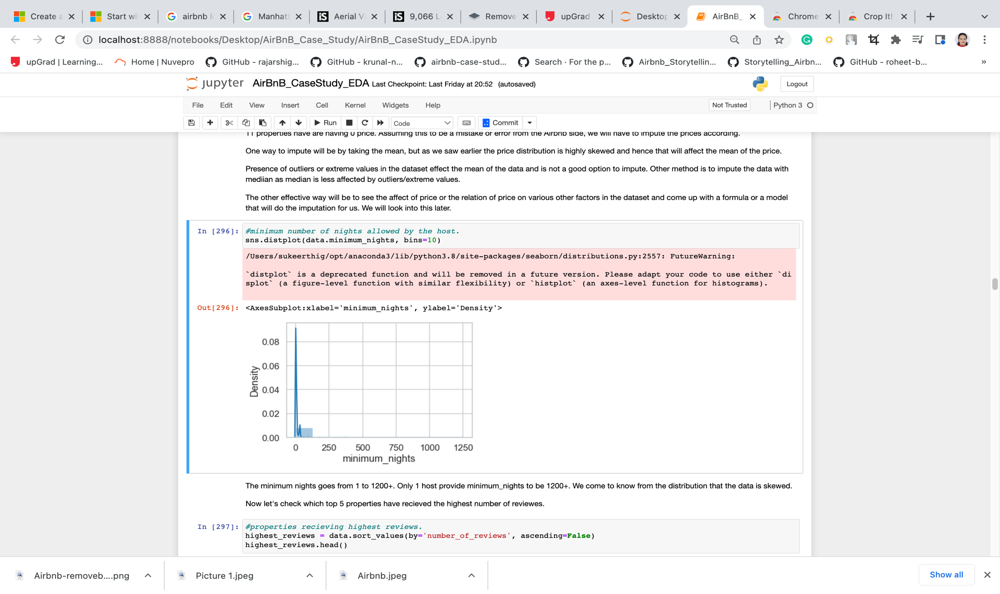 Create a
Start wi
airbnb l
Manhatt
Aerial Vi
9,066 L
Remove
upGrad
Desktop
AirBnB_
Chrome
Crop It!
localhost:8888/notebooks/Desktop/AirBnB_Case_Study/AirBnB_CaseStudy_EDA.ipynb
upGrad | Learning...
Home | Nuvepro
GitHub - rajarshig...
GitHub - krunal-n...
airbnb-case-stud...
Search · For the p...
Airbnb_Storytellin...
Storytelling_Airbn...
GitHub - roheet-b...
»
jupyter AirBnB_CaseStudy_EDA Last Checkpoint: Last Friday at 20:52 (autosaved)
Logout
File Edit View Insert Cell Kernel Widgets Help
Not Trusted
Python 3
Run
Code
Commit
11 properties have are having 0 price. Assuming this to be a mistake or error from the Airbnb side, we will have to impute the prices according.
One way to impute will be by taking the mean, but as we saw earlier the price distribution is highly skewed and hence that will affect the mean of the price.
Presence of outliers or extreme values in the dataset effect the mean of the data and is not a good option to impute. Other method is to impute the data with
mediian as median is less affected by outliers/extreme values.
The other effective way will be to see the affect of price or the relation of price on various other factors in the dataset and come up with a formula or a model
that will do the imputation for us. We will look into this later.
In [296]: #minimum number of nights allowed by the host.
sns.distplot(data.minimum_nights, bins=10)
/Users/sukeerthig/opt/anaconda3/lib/python3.8/site-packages/seaborn/distributions.py:2557: FutureWarning:
`distplot` is a deprecated function and will be removed in a future version. Please adapt your code to use either `di
splot` (a figure-level function with similar flexibility) or `histplot` (an axes-level function for histograms).
Out[296]: <AxesSubplot:xlabel='minimum_nights', ylabel='Density'>
0.08
0.06
0.04
0.02
0.00
Density
0 250 500 750 1000 1250
minimum_nights
The minimum nights goes from 1 to 1200+. Only 1 host provide minimum_nights to be 1200+. We come to know from the distribution that the data is skewed.
Now let's check which top 5 properties have recieved the highest number of reviewes.
In [297]: #properties recieving highest reviews.
highest_reviews = data.sort_values(by='number_of_reviews', ascending=False)
highest_reviews.head()
Airbnb-removeb....png
Picture 1.jpeg
Airbnb.jpeg
Show all